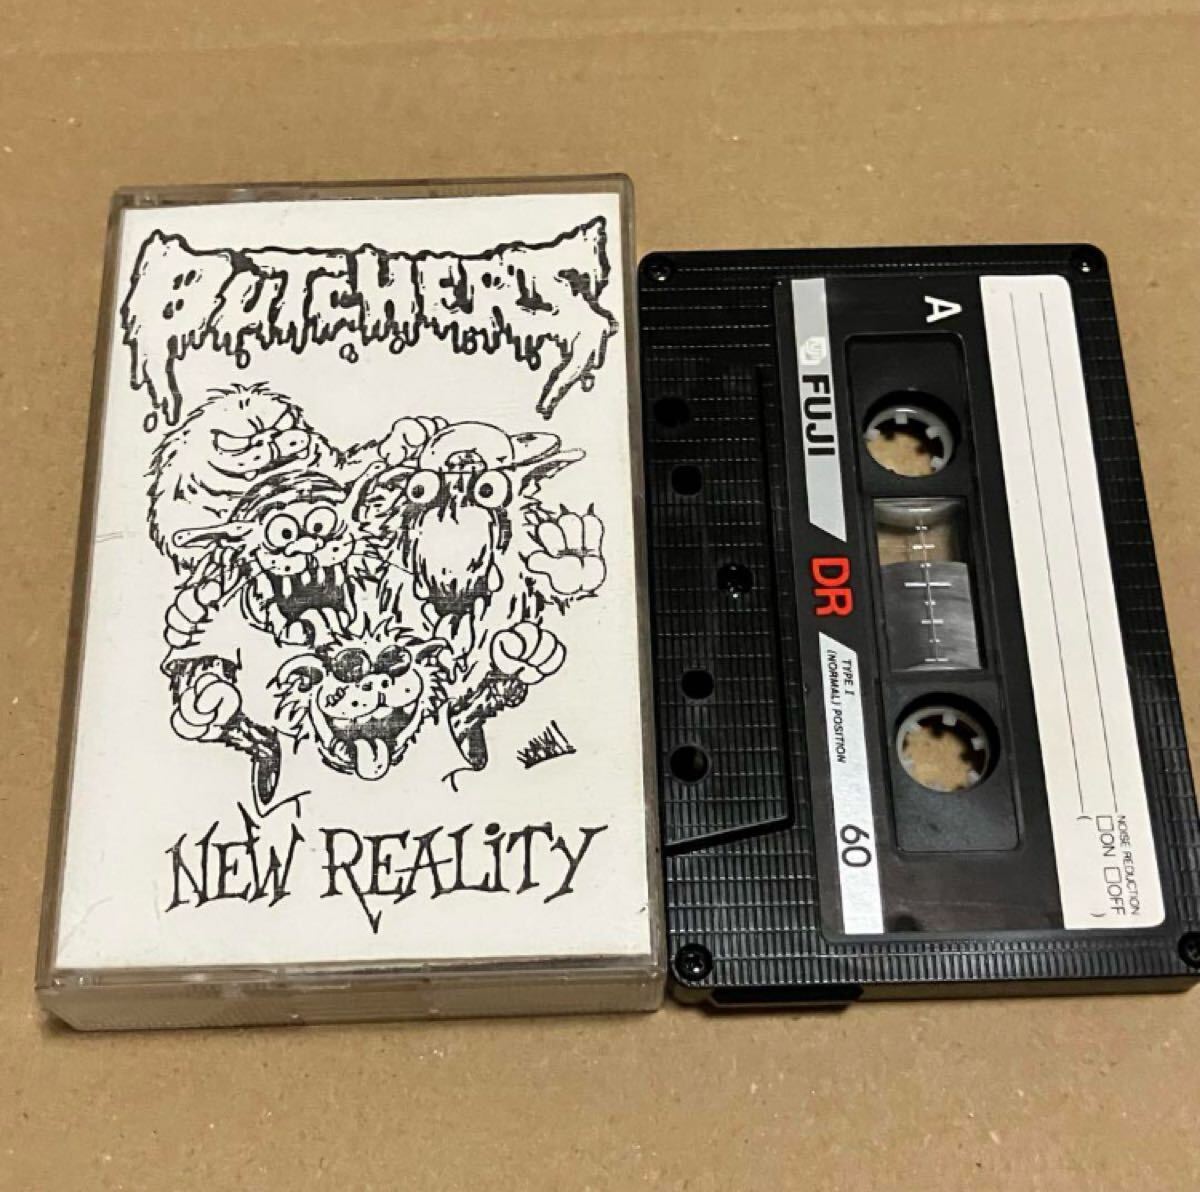 BUTCHERS
NEW REALiTY
A
FUJI
DR
TYPE I
(NORMAL) POSITION
60
NOISE REDUCTION
ON OFF
( )